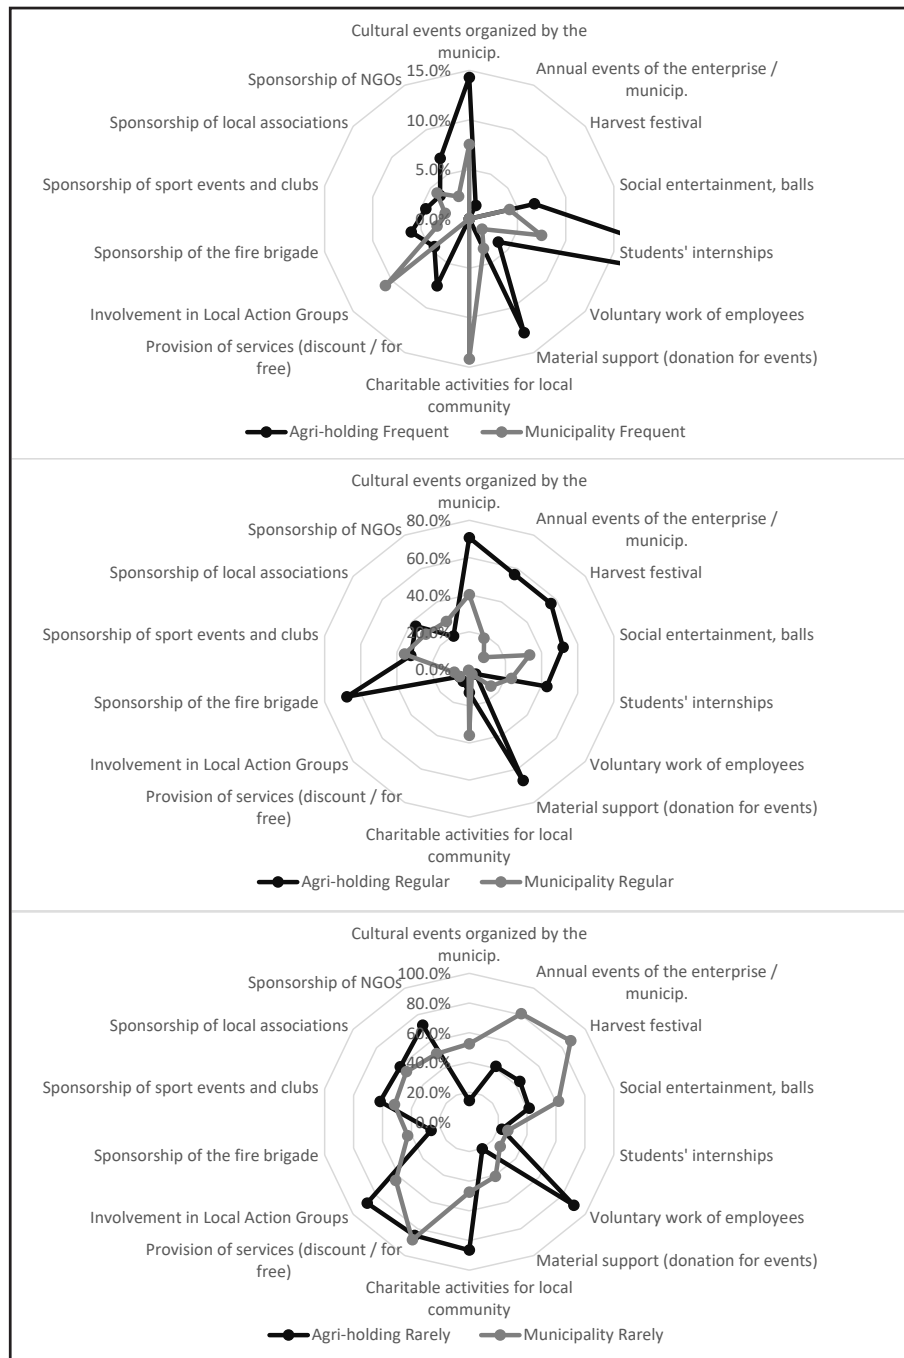 Cultural events organized by the
municip.
15.0%
Annual events of the enterprise /
municip.
Sponsorship of NGOs
10.0%
Sponsorship of local associations
Harvest festival
5.0%
Sponsorship of sport events and clubs
Social entertainment, balls
0.0%
Sponsorship of the fire brigade
Students' internships
Involvement in Local Action Groups
Voluntary work of employees
Provision of services (discount / for
free)
Material support (donation for events)
Charitable activities for local
community
Agri-holding Frequent
Municipality Frequent
Cultural events organized by the
municip.
80.0%
Annual events of the enterprise /
municip.
Sponsorship of NGOs
60.0%
Sponsorship of local associations
Harvest festival
40.0%
Sponsorship of sport events and clubs
Social entertainment, balls
20.0%
0.0%
Sponsorship of the fire brigade
Students' internships
Involvement in Local Action Groups
Voluntary work of employees
Provision of services (discount / for
free)
Material support (donation for events)
Charitable activities for local
community
Agri-holding Regular
Municipality Regular
Cultural events organized by the
municip.
100.0%
Annual events of the enterprise /
municip.
Sponsorship of NGOs
80.0%
Sponsorship of local associations
Harvest festival
60.0%
40.0%
Sponsorship of sport events and clubs
Social entertainment, balls
20.0%
0.0%
Sponsorship of the fire brigade
Students' internships
Involvement in Local Action Groups
Voluntary work of employees
Provision of services (discount / for
free)
Material support (donation for events)
Charitable activities for local
community
Agri-holding Rarely
Municipality Rarely